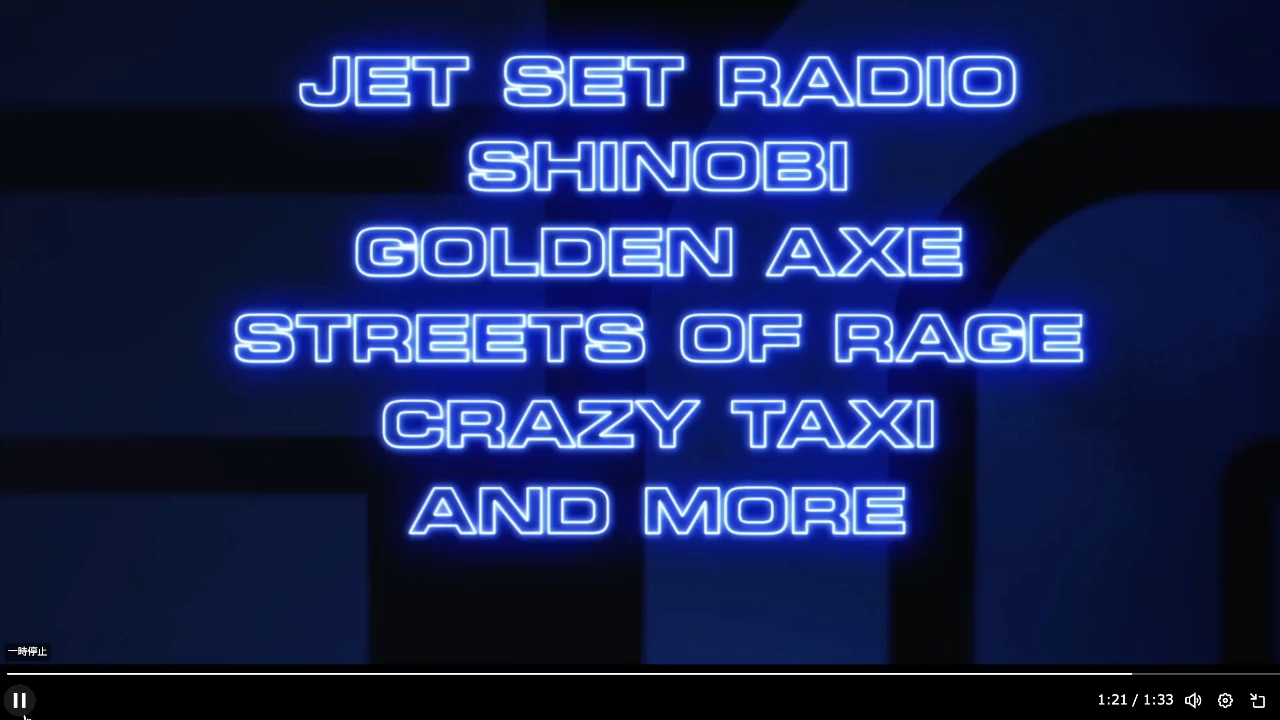 JET SET RADIO
SHINOBI
GOLDEN AXE
STREETS OF RAGE
CRAZY TAXI
AND MORE
一時停止
1:21 / 1:33